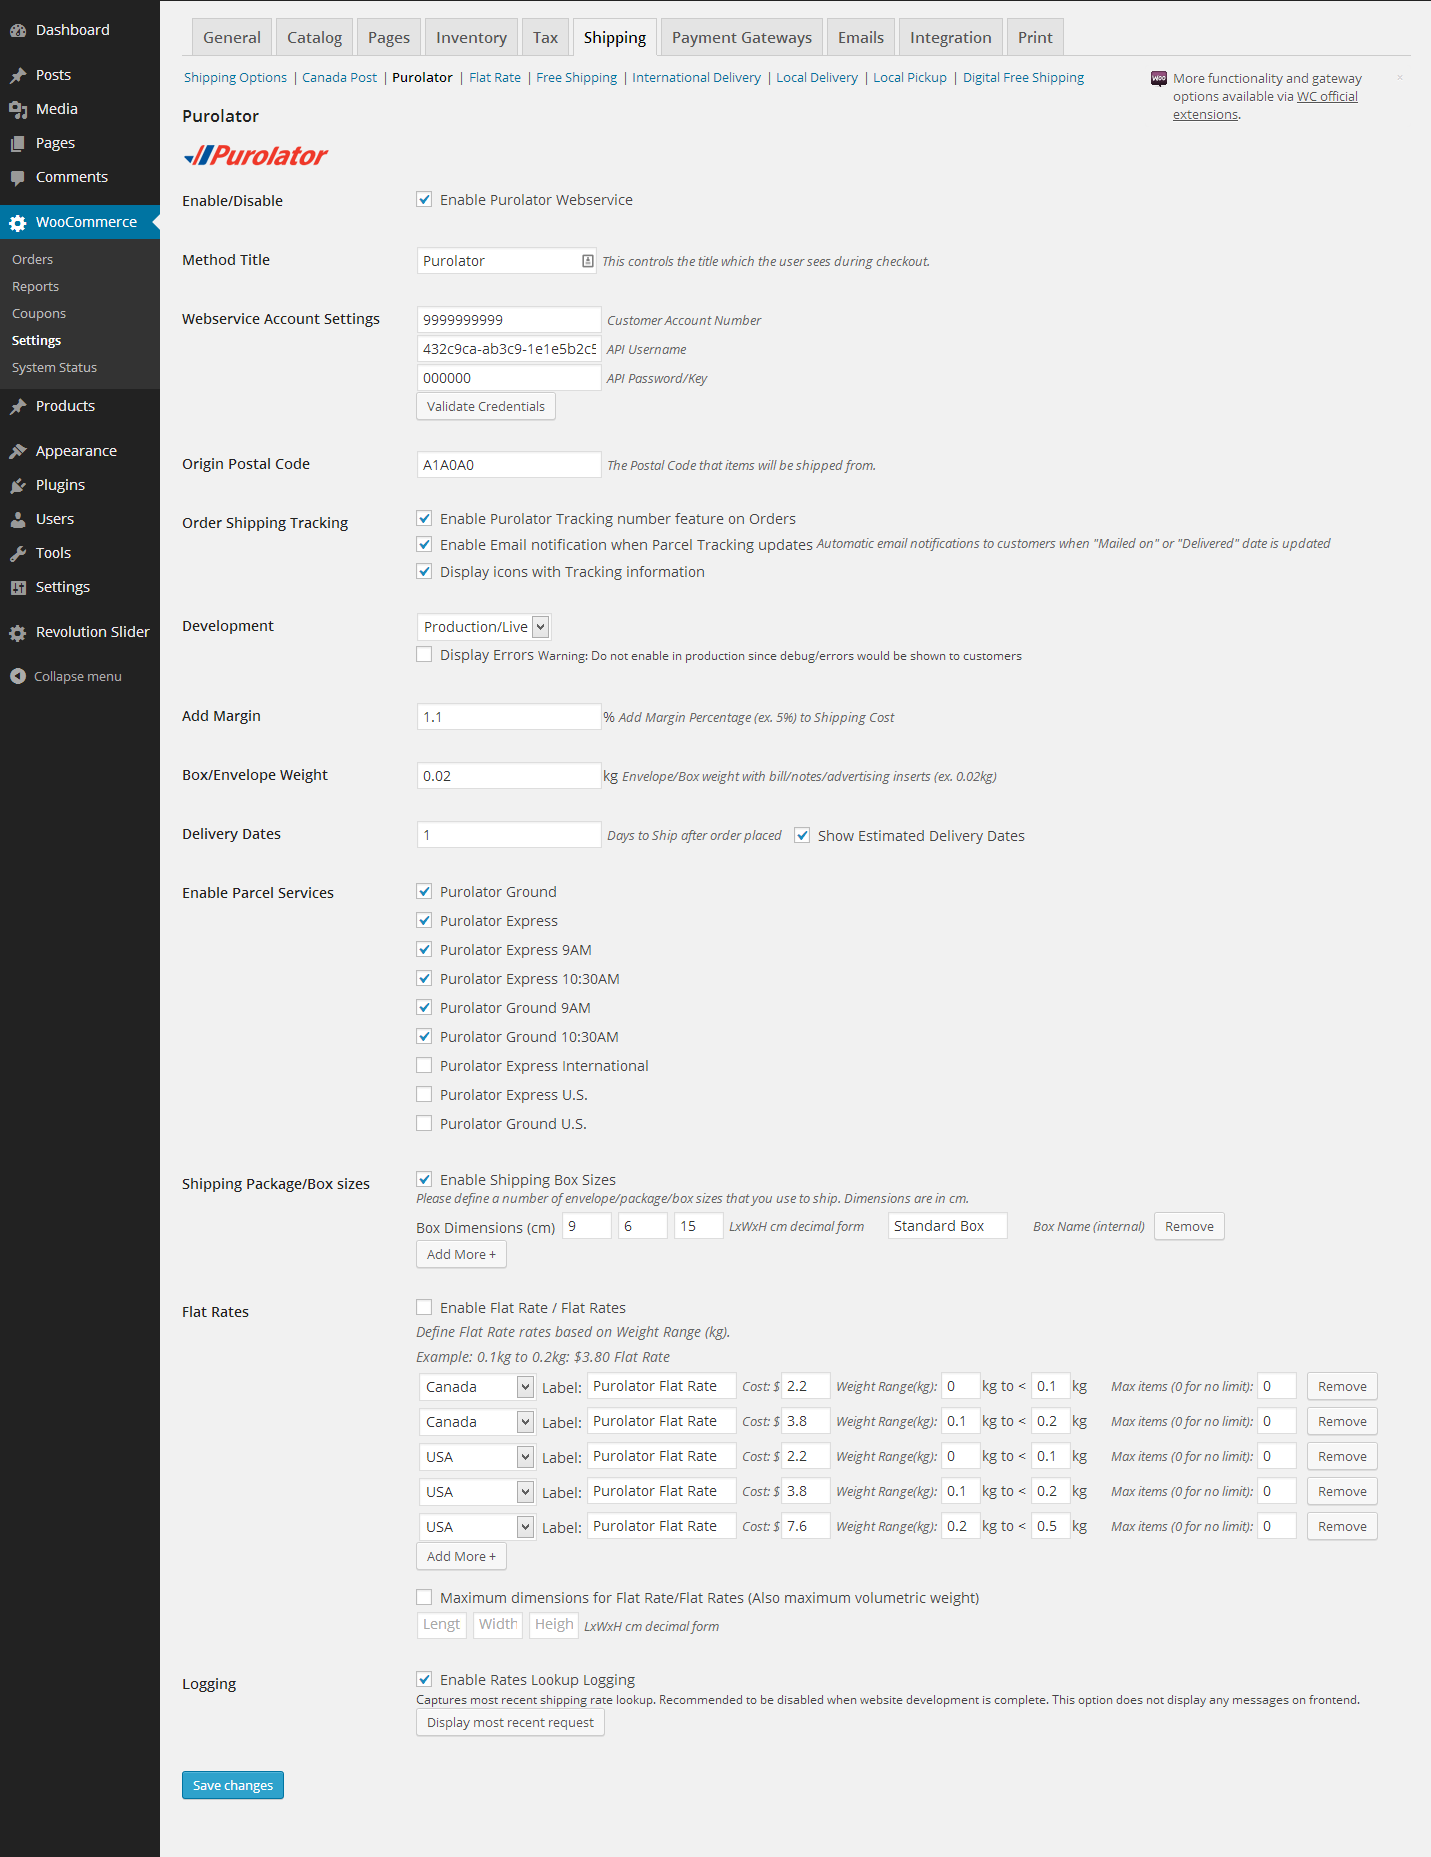 Dashboard
Posts
Media
Pages
Comments
WooCommerce
Orders
Reports
Coupons
Settings
System Status
Products
Appearance
Plugins
Users
Tools
Settings
Revolution Slider
Collapse menu
General Catalog Pages Inventory Tax Shipping Payment Gateways Emails Integration Print
Shipping Options | Canada Post | Purolator | Flat Rate | Free Shipping | International Delivery | Local Delivery | Local Pickup | Digital Free Shipping
More functionality and gateway
options available via WC official
extensions.
Purolator
Purolator
Enable/Disable Enable Purolator Webservice
Method Title Purolator This controls the title which the user sees during checkout.
Webservice Account Settings 9999999999 Customer Account Number
432c9ca-ab3c9-1e1e5b2c5 API Username
000000 API Password/Key
Validate Credentials
Origin Postal Code A1A0A0 The Postal Code that items will be shipped from.
Order Shipping Tracking Enable Purolator Tracking number feature on Orders
Enable Email notification when Parcel Tracking updates Automatic email notifications to customers when "Mailed on" or "Delivered" date is updated
Display icons with Tracking information
Development Production/Live
Display Errors Warning: Do not enable in production since debug/errors would be shown to customers
Add Margin 1.1 % Add Margin Percentage (ex. 5%) to Shipping Cost
Box/Envelope Weight 0.02 kg Envelope/Box weight with bill/notes/advertising inserts (ex. 0.02kg)
Delivery Dates 1 Days to Ship after order placed Show Estimated Delivery Dates
Enable Parcel Services Purolator Ground
Purolator Express
Purolator Express 9AM
Purolator Express 10:30AM
Purolator Ground 9AM
Purolator Ground 10:30AM
Purolator Express International
Purolator Express U.S.
Purolator Ground U.S.
Shipping Package/Box sizes Enable Shipping Box Sizes
Please define a number of envelope/package/box sizes that you use to ship. Dimensions are in cm.
Box Dimensions (cm) 9 6 15 LxWxH cm decimal form Standard Box Box Name (internal) Remove
Add More +
Flat Rates Enable Flat Rate / Flat Rates
Define Flat Rate rates based on Weight Range (kg).
Example: 0.1kg to 0.2kg: $3.80 Flat Rate
Canada Label: Purolator Flat Rate Cost: $ 2.2 Weight Range(kg): 0 kg to < 0.1 kg Max items (0 for no limit): 0 Remove
Canada Label: Purolator Flat Rate Cost: $ 3.8 Weight Range(kg): 0.1 kg to < 0.2 kg Max items (0 for no limit): 0 Remove
USA Label: Purolator Flat Rate Cost: $ 2.2 Weight Range(kg): 0 kg to < 0.1 kg Max items (0 for no limit): 0 Remove
USA Label: Purolator Flat Rate Cost: $ 3.8 Weight Range(kg): 0.1 kg to < 0.2 kg Max items (0 for no limit): 0 Remove
USA Label: Purolator Flat Rate Cost: $ 7.6 Weight Range(kg): 0.2 kg to < 0.5 kg Max items (0 for no limit): 0 Remove
Add More +
Maximum dimensions for Flat Rate/Flat Rates (Also maximum volumetric weight)
Lengt Width Heigh LxWxH cm decimal form
Logging Enable Rates Lookup Logging
Captures most recent shipping rate lookup. Recommended to be disabled when website development is complete. This option does not display any messages on frontend.
Display most recent request
Save changes